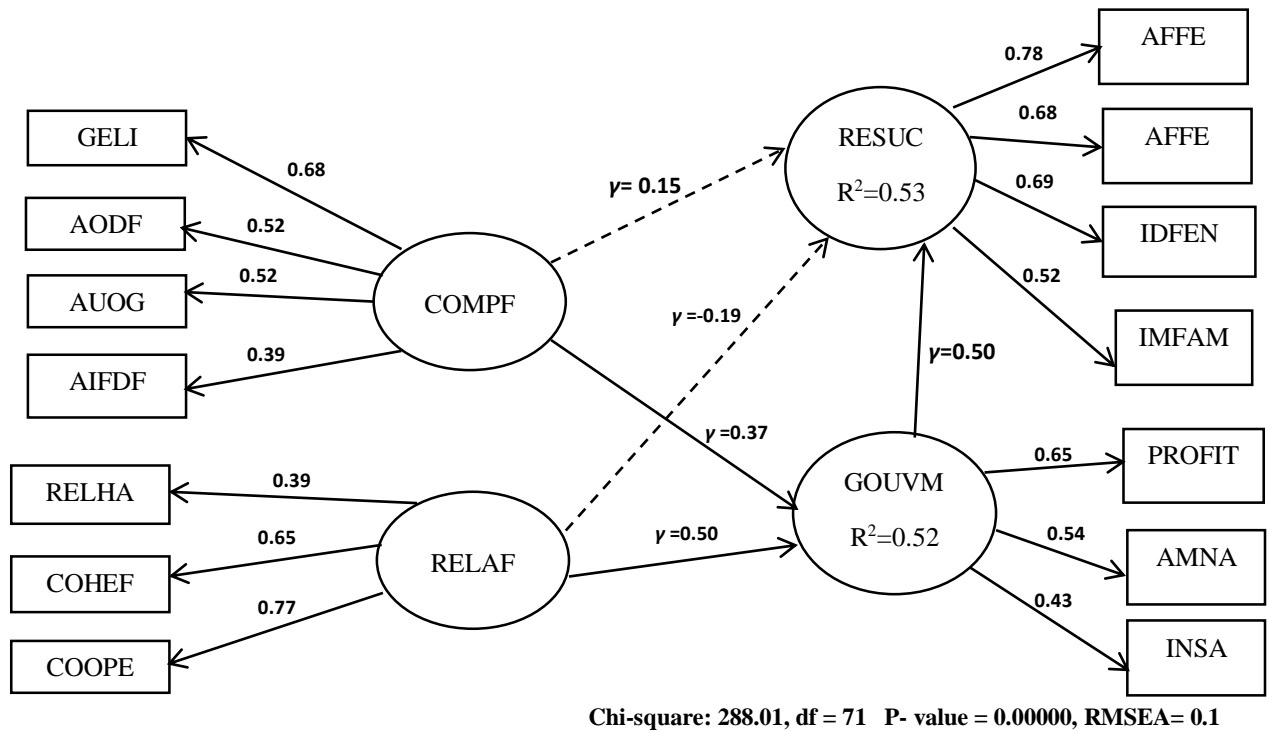 GELI
AODF
AUOG
AIFDF
RELHA
COHEF
COOPE
0.68
0.52
0.52
0.39
0.39
0.65
0.77
COMPF
RELAF
γ= 0.15
γ =-0.19
γ =0.37
γ=0.50
γ=0.50
RESUC
R²=0.53
GOUVM
R²=0.52
0.78
0.68
0.69
0.52
0.65
0.54
0.43
AFFE
AFFE
IDFEN
IMFAM
PROFIT
AMNA
INSA
Chi-square: 288.01, df = 71 P- value = 0.00000, RMSEA= 0.1